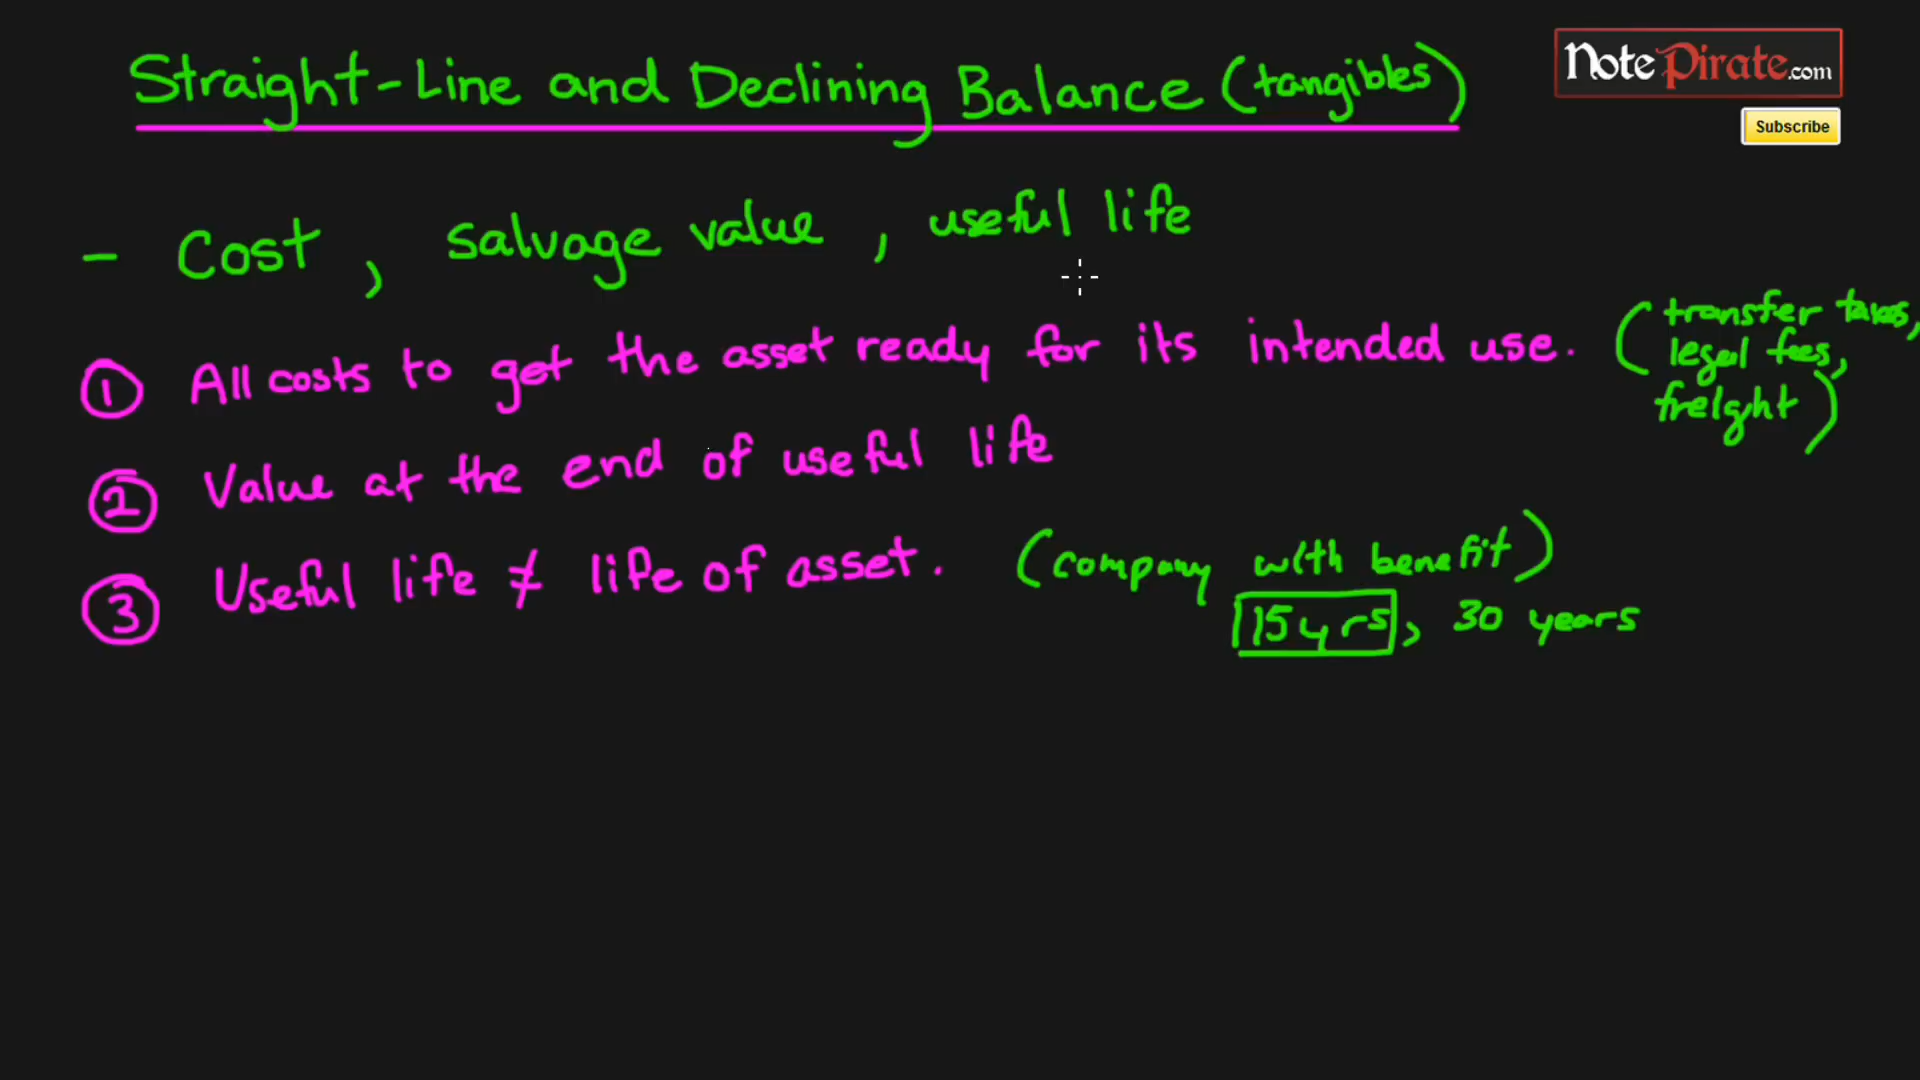 Straight-Line and Declining Balance (tangibles)
NotePirate.com
Subscribe
- Cost, salvage value, useful life
① All costs to get the asset ready for its intended use. (transfer taxes,
legal fees,
freight)
② Value at the end of useful life
③ Useful life ≠ life of asset. (company with benefit)
15 yrs, 30 years